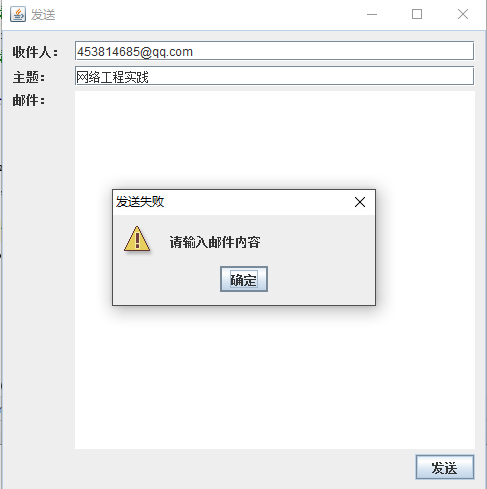 发送
收件人：
453814685@qq.com
主题：
网络工程实践
邮件：
发送失败
请输入邮件内容
确定
发送